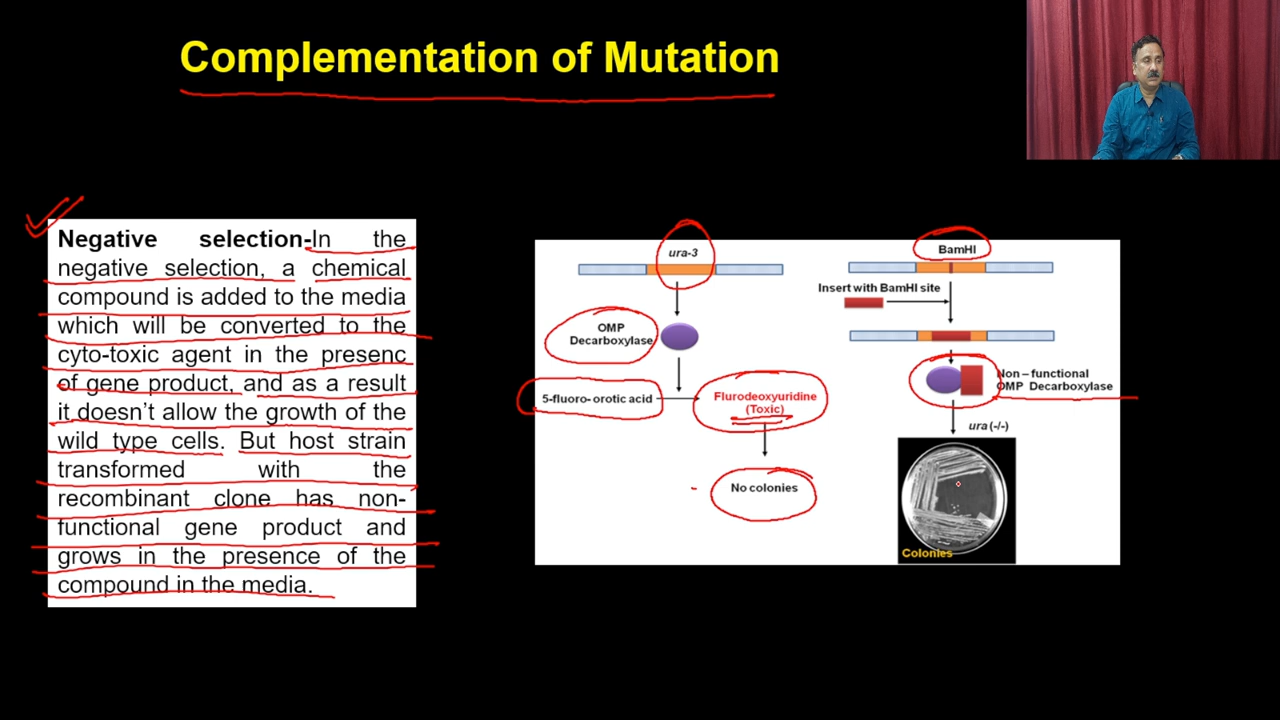 Complementation of Mutation
Negative selection-In the
negative selection, a chemical
compound is added to the media
which will be converted to the
cyto-toxic agent in the presenc
of gene product, and as a result
it doesn't allow the growth of the
wild type cells. But host strain
transformed with the
recombinant clone has non-
functional gene product and
grows in the presence of the
compound in the media.
ura-3
OMP
Decarboxylase
5-fluoro- orotic acid
Flurodeoxyuridine
(Toxic)
No colonies
BamHI
Insert with BamHI site
Non – functional
OMP Decarboxylase
ura (-/-)
Colonies